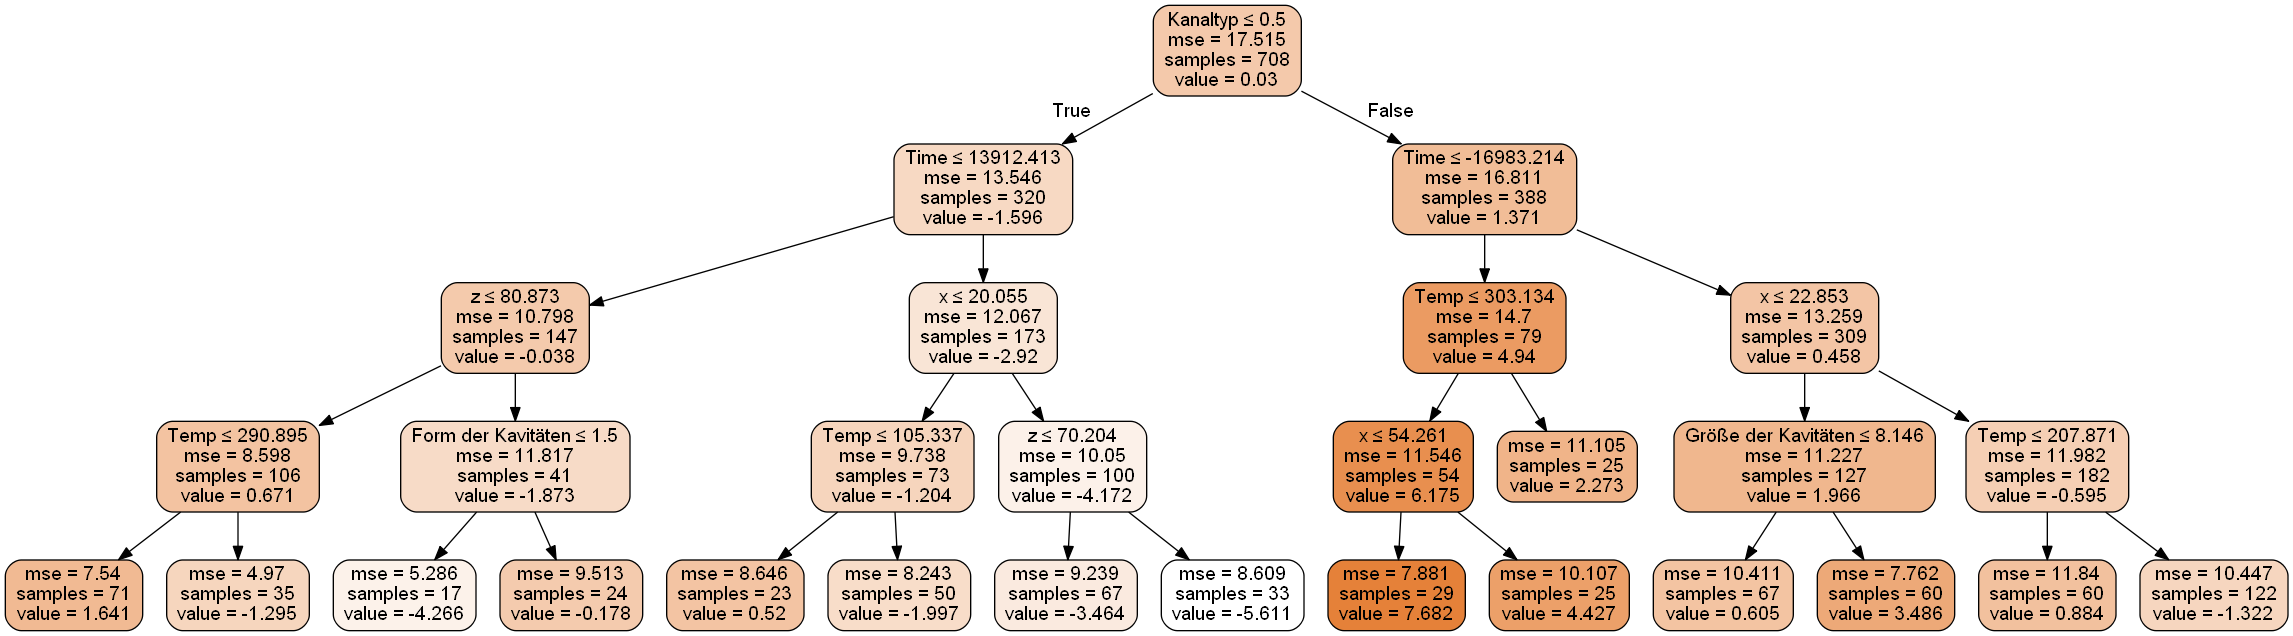 Kanaltyp ≤ 0.5
mse = 17.515
samples = 708
value = 0.03
True
False
Time ≤ 13912.413
mse = 13.546
samples = 320
value = -1.596
Time ≤ -16983.214
mse = 16.811
samples = 388
value = 1.371
z ≤ 80.873
mse = 10.798
samples = 147
value = -0.038
x ≤ 20.055
mse = 12.067
samples = 173
value = -2.92
Temp ≤ 303.134
mse = 14.7
samples = 79
value = 4.94
x ≤ 22.853
mse = 13.259
samples = 309
value = 0.458
Temp ≤ 290.895
mse = 8.598
samples = 106
value = 0.671
Form der Kavitäten ≤ 1.5
mse = 11.817
samples = 41
value = -1.873
Temp ≤ 105.337
mse = 9.738
samples = 73
value = -1.204
z ≤ 70.204
mse = 10.05
samples = 100
value = -4.172
x ≤ 54.261
mse = 11.546
samples = 54
value = 6.175
mse = 11.105
samples = 25
value = 2.273
Größe der Kavitäten ≤ 8.146
mse = 11.227
samples = 127
value = 1.966
Temp ≤ 207.871
mse = 11.982
samples = 182
value = -0.595
mse = 7.54
samples = 71
value = 1.641
mse = 4.97
samples = 35
value = -1.295
mse = 5.286
samples = 17
value = -4.266
mse = 9.513
samples = 24
value = -0.178
mse = 8.646
samples = 23
value = 0.52
mse = 8.243
samples = 50
value = -1.997
mse = 9.239
samples = 67
value = -3.464
mse = 8.609
samples = 33
value = -5.611
mse = 7.881
samples = 29
value = 7.682
mse = 10.107
samples = 25
value = 4.427
mse = 10.411
samples = 67
value = 0.605
mse = 7.762
samples = 60
value = 3.486
mse = 11.84
samples = 60
value = 0.884
mse = 10.447
samples = 122
value = -1.322